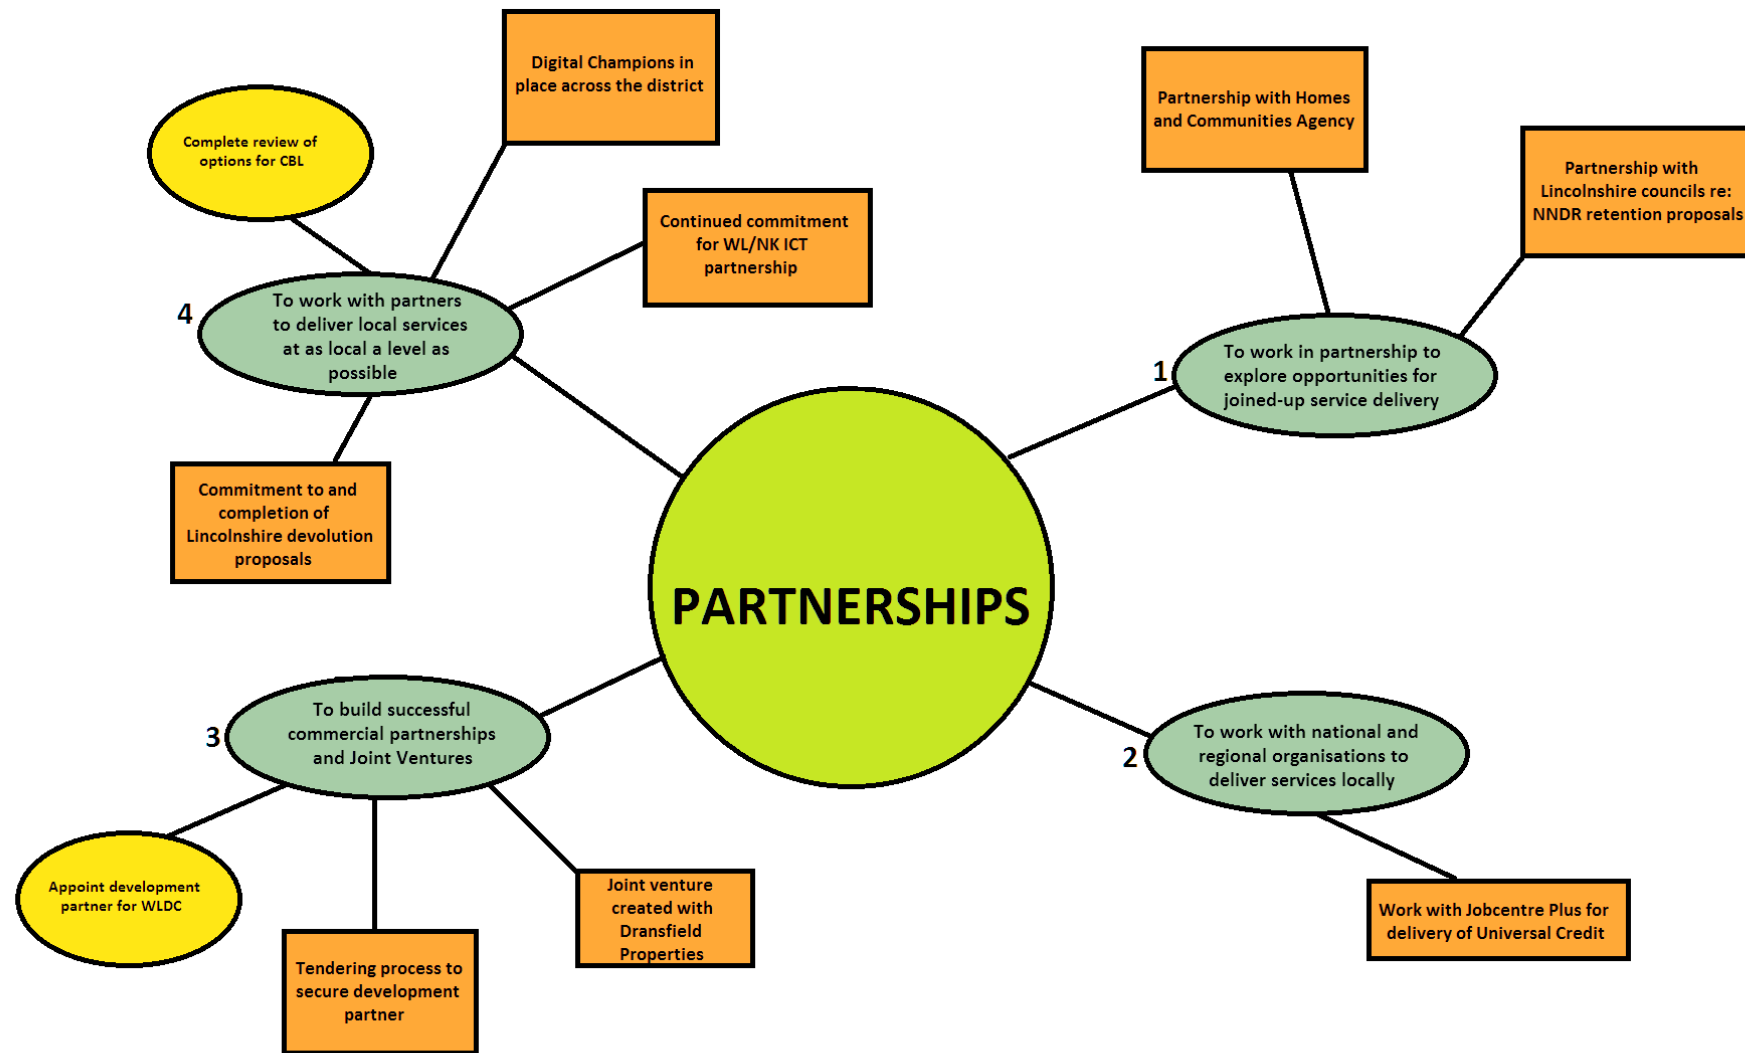 Digital Champions in
place across the district
Complete review of
options for CBL
Continued commitment
for WL/NK ICT
partnership
4
To work with partners
to deliver local services
at as local a level as
possible
Commitment to and
completion of
Lincolnshire devolution
proposals
Partnership with Homes
and Communities Agency
Partnership with
Lincolnshire councils re:
NNDR retention proposals
1
To work in partnership to
explore opportunities for
joined-up service delivery
PARTNERSHIPS
3
To build successful
commercial partnerships
and Joint Ventures
Appoint development
partner for WLDC
Tendering process to
secure development
partner
Joint venture
created with
Dransfield
Properties
2
To work with national and
regional organisations to
deliver services locally
Work with Jobcentre Plus for
delivery of Universal Credit